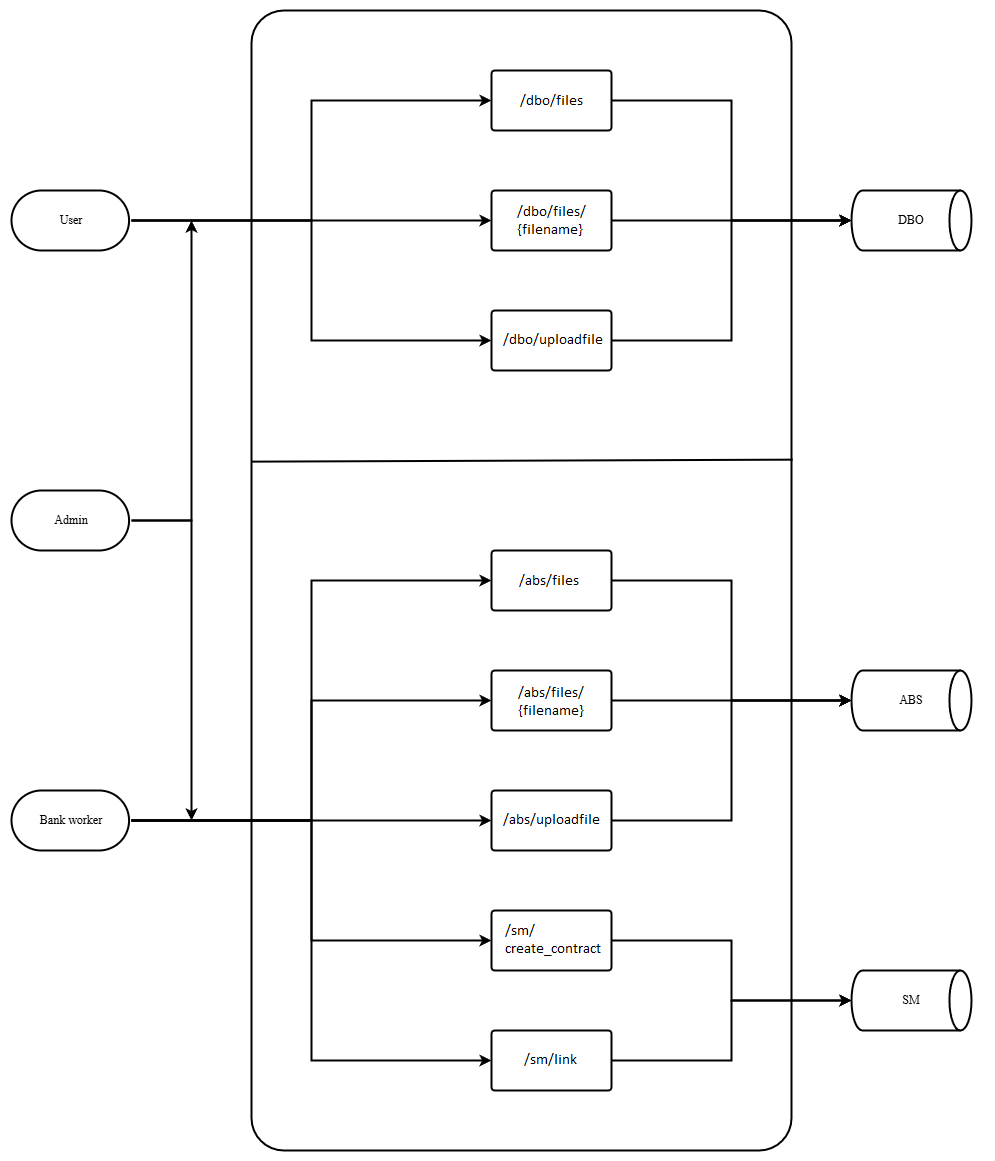 /dbo/files
User
/dbo/files/
{filename}
DBO
/dbo/uploadfile
Admin
/abs/files
/abs/files/
{filename}
ABS
Bank worker
/abs/uploadfile
/sm/
create_contract
SM
/sm/link